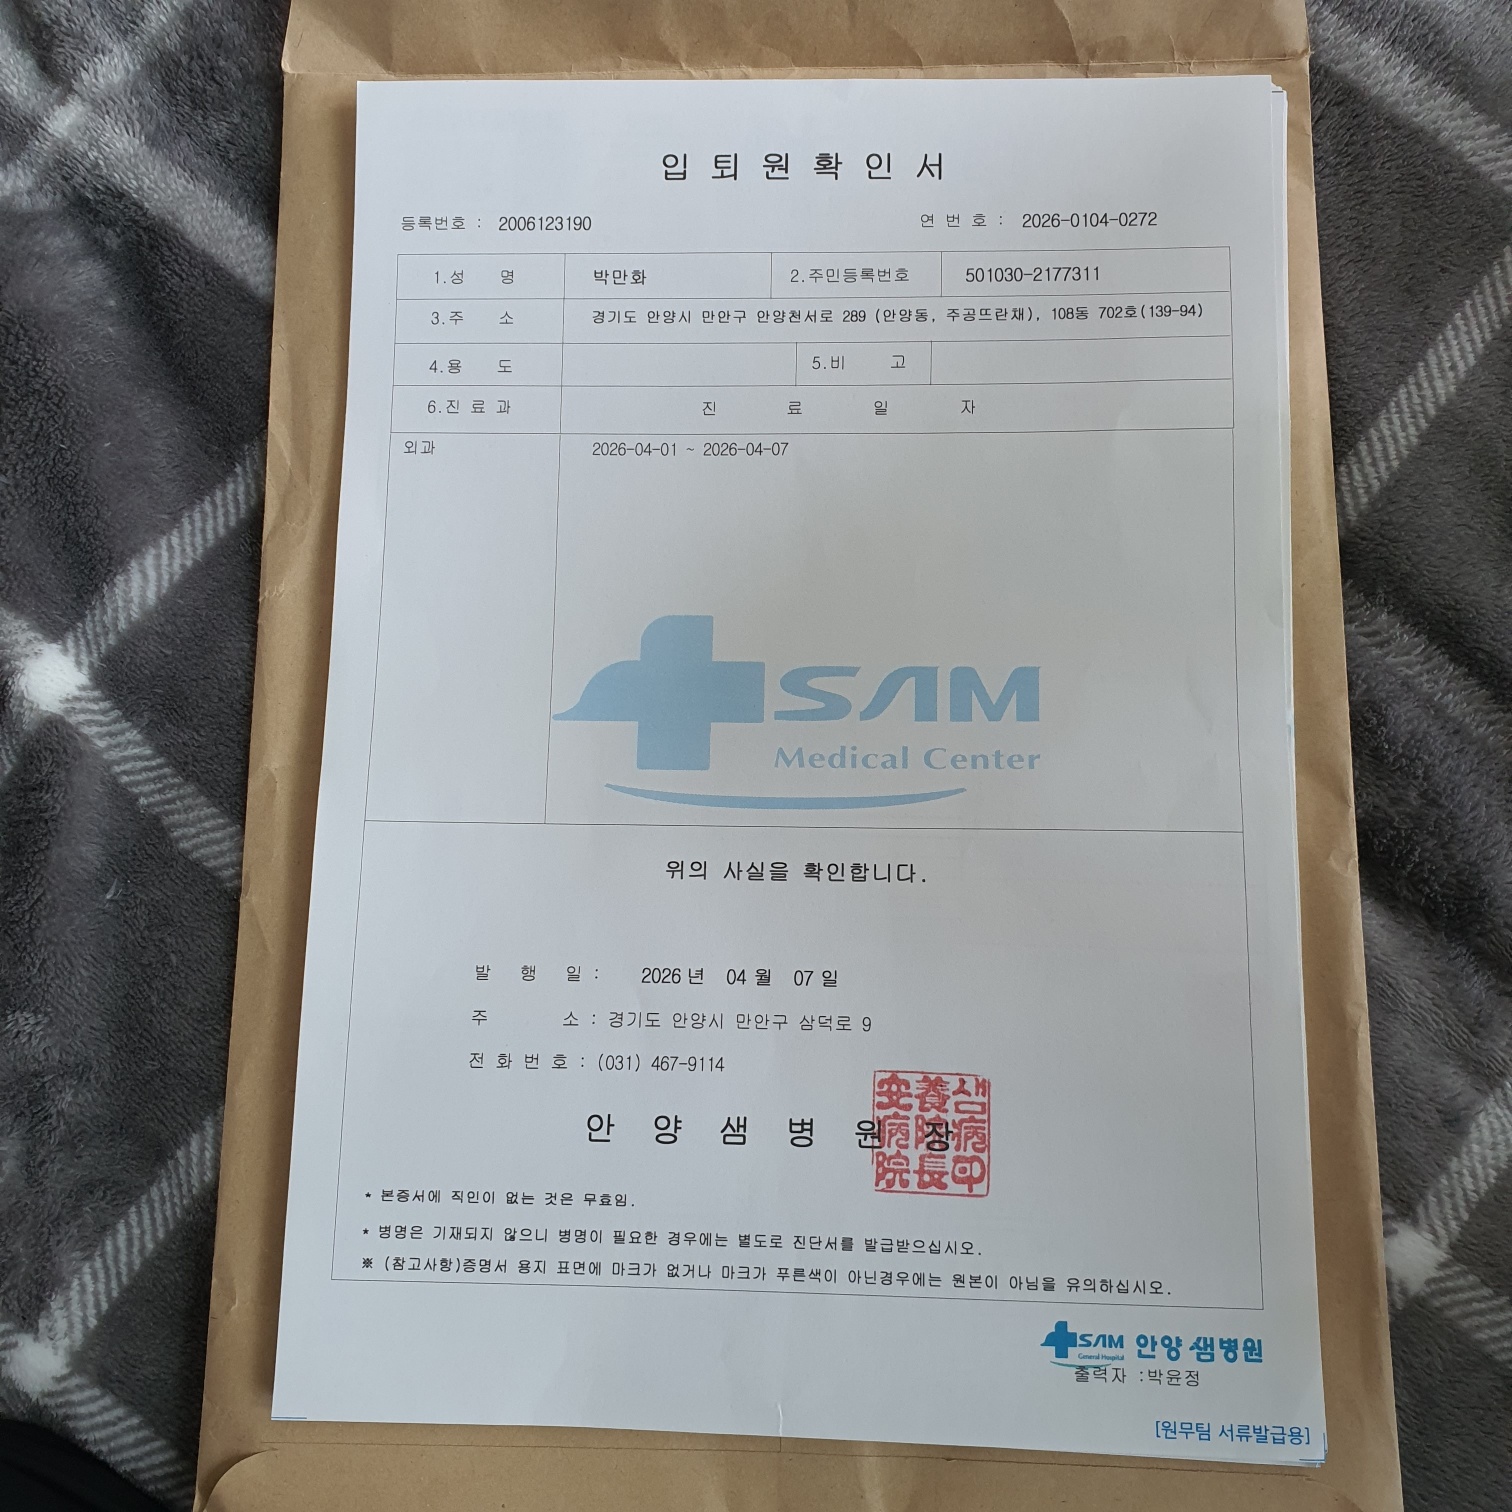 입 퇴 원 확 인 서
등록번호 : 2006123190 연 번 호 : 2026-0104-0272
1.성 명 박만화 2.주민등록번호 501030-2177311
3.주 소 경기도 안양시 만안구 안양천서로 289 (안양동, 주공뜨란채), 108동 702호(139-94)
4.용 도 5.비 고
6.진 료 과 진 료 일 자
외과 2026-04-01 ~ 2026-04-07
SAM
Medical Center
위의 사실을 확인합니다.
발 행 일 : 2026 년 04 월 07 일
주 소 : 경기도 안양시 만안구 삼덕로 9
전 화 번 호 : (031) 467-9114
안 양 샘 병 원 장
安養샘病院長
* 본증서에 직인이 없는 것은 무효임.
* 병명은 기재되지 않으니 병명이 필요한 경우에는 별도로 진단서를 발급받으십시오.
※ (참고사항)증명서 용지 표면에 마크가 없거나 마크가 푸른색이 아닌경우에는 원본이 아님을 유의하십시오.
SAM 안양 샘병원
General Hospital
출력자 :박윤정
[원무팀 서류발급용]